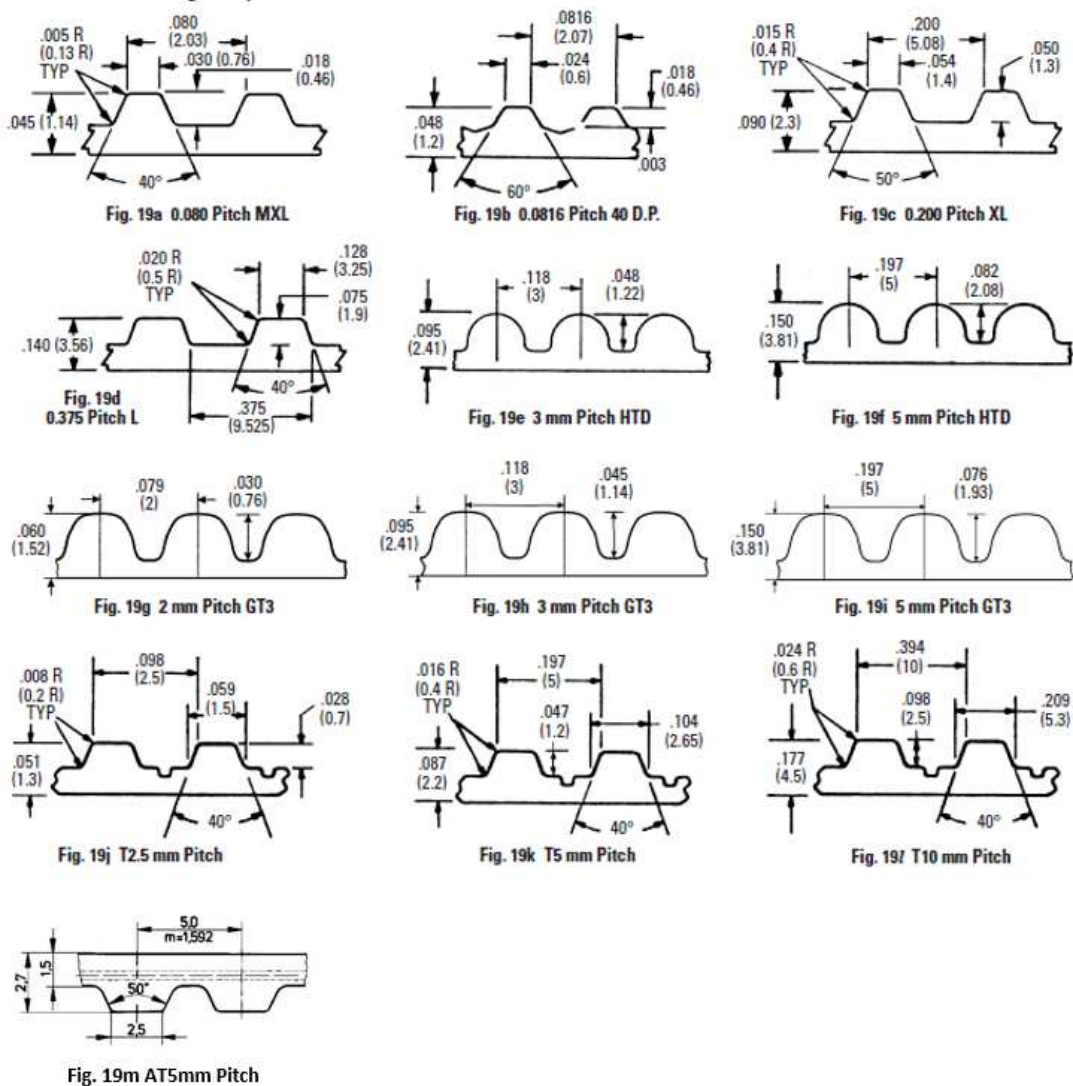 .005 R
(0.13 R)
TYP
.080
(2.03)
.030 (0.76)
.018
(0.46)
.045 (1.14)
40°
Fig. 19a 0.080 Pitch MXL
.0816
(2.07)
.024
(0.6)
.018
(0.46)
.048
(1.2)
.003
60°
Fig. 19b 0.0816 Pitch 40 D.P.
.015 R
(0.4 R)
TYP
.200
(5.08)
.054
(1.4)
.050
(1.3)
.090 (2.3)
50°
Fig. 19c 0.200 Pitch XL
.020 R
(0.5 R)
TYP
.128
(3.25)
.075
(1.9)
.140 (3.56)
40°
.375
(9.525)
Fig. 19d
0.375 Pitch L
.118
(3)
.048
(1.22)
.095
(2.41)
Fig. 19e 3 mm Pitch HTD
.197
(5)
.082
(2.08)
.150
(3.81)
Fig. 19f 5 mm Pitch HTD
.079
(2)
.030
(0.76)
.060
(1.52)
Fig. 19g 2 mm Pitch GT3
.118
(3)
.045
(1.14)
.095
(2.41)
Fig. 19h 3 mm Pitch GT3
.197
(5)
.076
(1.93)
.150
(3.81)
Fig. 19i 5 mm Pitch GT3
.008 R
(0.2 R)
TYP
.098
(2.5)
.059
(1.5)
.028
(0.7)
.051
(1.3)
40°
Fig. 19j T2.5 mm Pitch
.016 R
(0.4 R)
TYP
.197
(5)
.047
(1.2)
.104
(2.65)
.087
(2.2)
40°
Fig. 19k T5 mm Pitch
.024 R
(0.6 R)
TYP
.394
(10)
.098
(2.5)
.209
(5.3)
.177
(4.5)
40°
Fig. 19l T10 mm Pitch
5,0
m=1,592
2,7
1,5
50°
2,5
Fig. 19m AT5mm Pitch